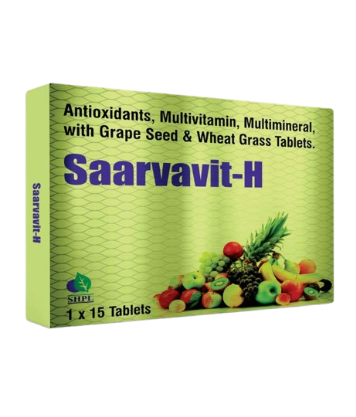 Antioxidants, Multivitamin, Multimineral,
with Grape Seed & Wheat Grass Tablets.
Saarvavit-H
Saarvavit-H
SHPL
1 x 15 Tablets